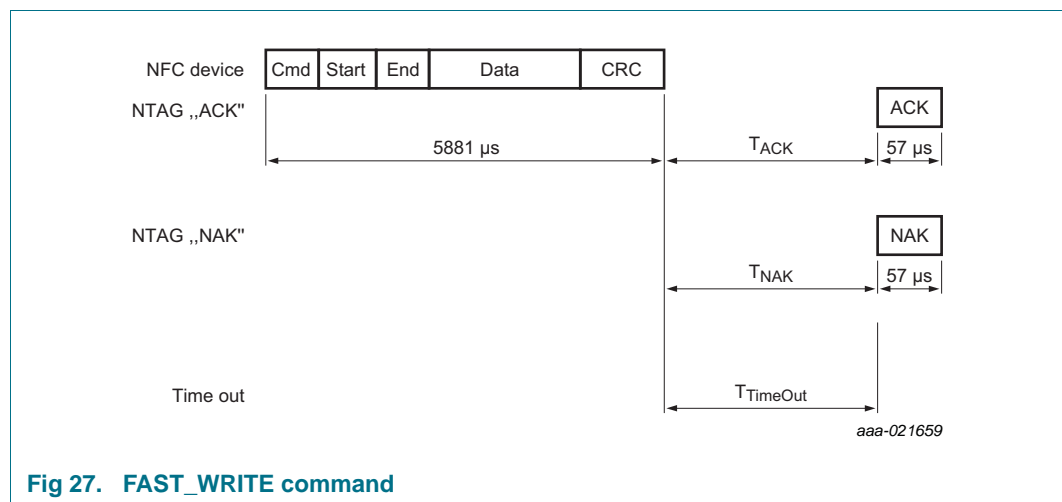 NFC device Cmd Start End Data CRC
NTAG ,,ACK" ACK
5881 µs TACK 57 µs
NTAG ,,NAK" NAK
TNAK 57 µs
Time out TTimeOut
aaa-021659
Fig 27. FAST_WRITE command